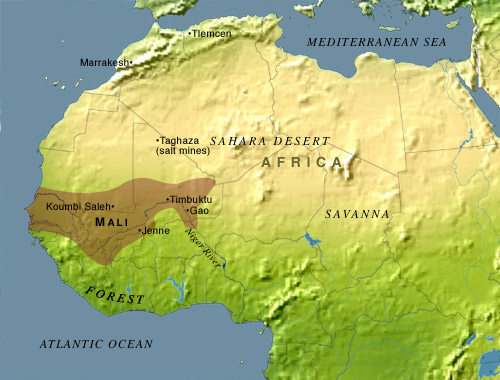 Tlemcen
MEDITERRANEAN SEA
Marrakesh
Taghaza
(salt mines)
SAHARA DESERT
AFRICA
Timbuktu
Koumbi Saleh
Gao
MALI
SAVANNA
Jenne
Niger River
FOREST
ATLANTIC OCEAN